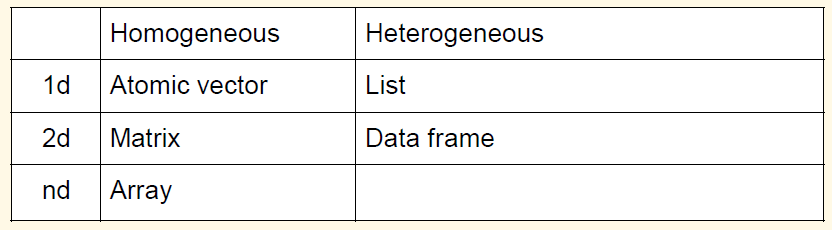 Homogeneous Heterogeneous
1d Atomic vector List
2d Matrix Data frame
nd Array